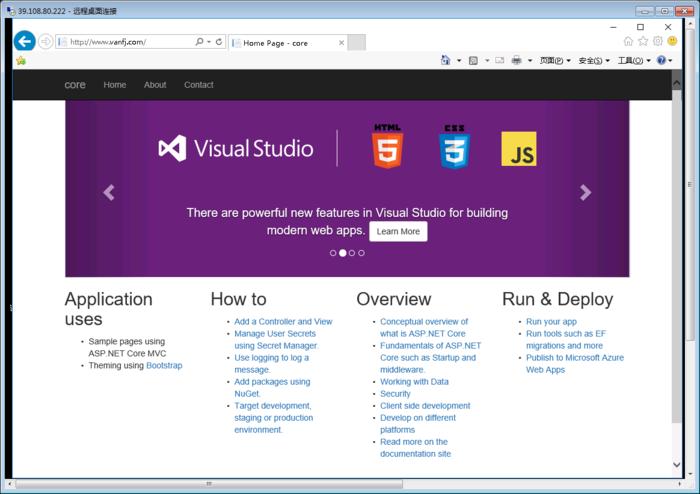 39.108.80.222 - 远程桌面连接
http://www.vanfj.com/
Home Page - core
页面(P)
安全(S)
工具(O)
core
Home
About
Contact
Visual Studio
HTML
5
CSS
3
JS
There are powerful new features in Visual Studio for building
modern web apps.
Learn More
Application
uses
Sample pages using
ASP.NET Core MVC
Theming using Bootstrap
How to
Add a Controller and View
Manage User Secrets
using Secret Manager.
Use logging to log a
message.
Add packages using
NuGet.
Target development,
staging or production
environment.
Overview
Conceptual overview of
what is ASP.NET Core
Fundamentals of ASP.NET
Core such as Startup and
middleware.
Working with Data
Security
Client side development
Develop on different
platforms
Read more on the
documentation site
Run & Deploy
Run your app
Run tools such as EF
migrations and more
Publish to Microsoft Azure
Web Apps